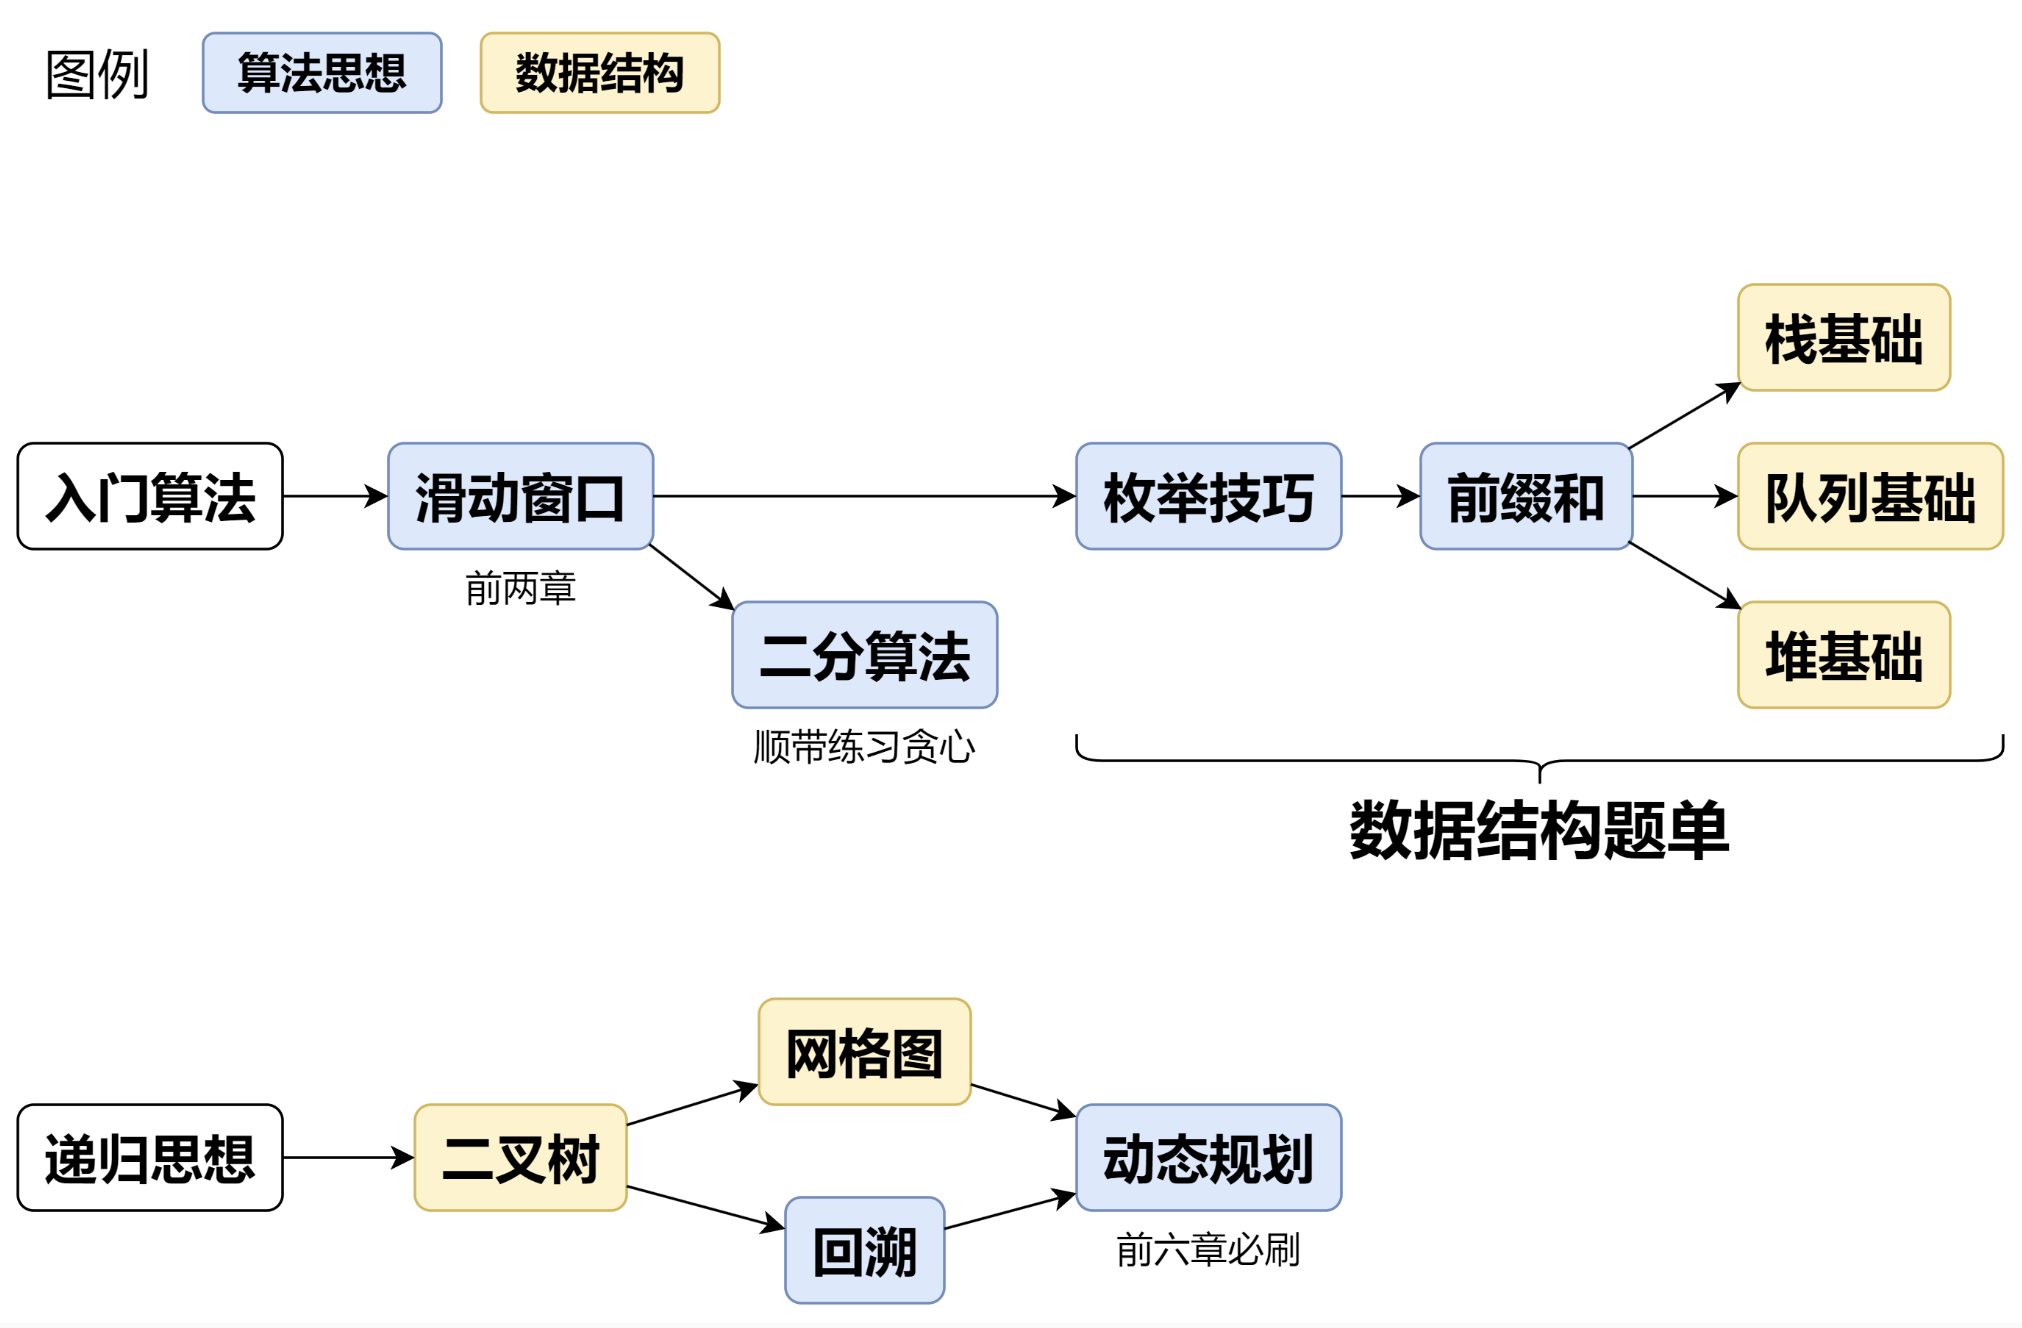 图例
算法思想
数据结构
栈基础
入门算法
滑动窗口
枚举技巧
前缀和
队列基础
前两章
二分算法
堆基础
顺带练习贪心
数据结构题单
网格图
递归思想
二叉树
动态规划
回溯
前六章必刷